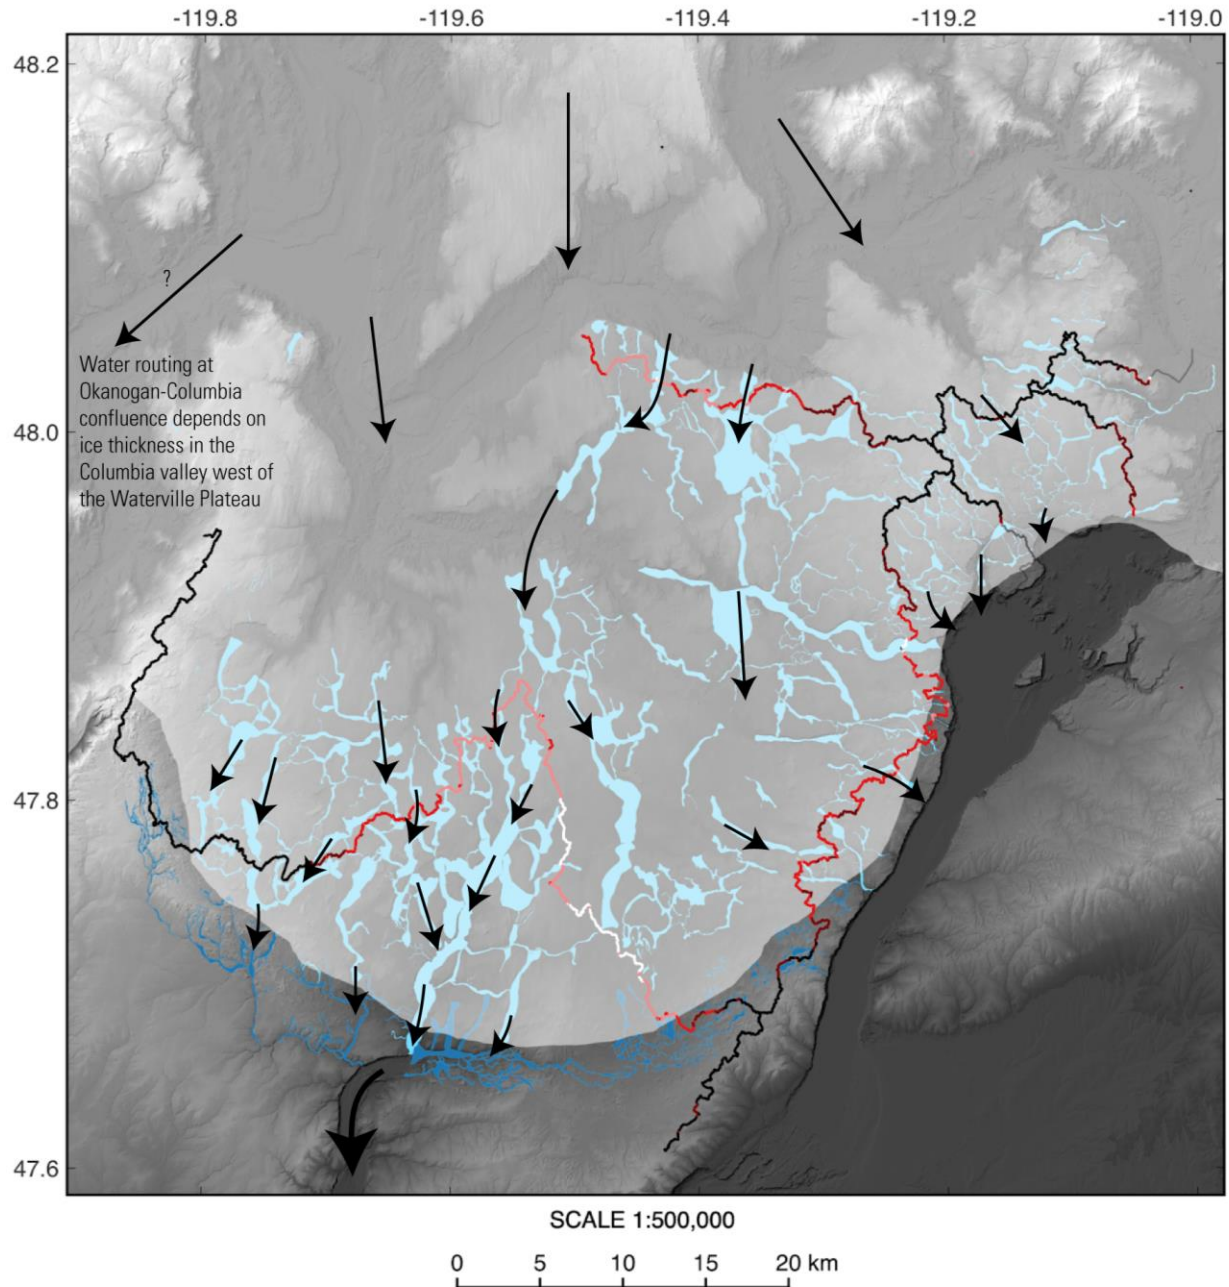 -119.8 -119.6 -119.4 -119.2 -119.0
48.2
?
Water routing at
Okanogan-Columbia
confluence depends on
ice thickness in the
Columbia valley west of
the Waterville Plateau
48.0
47.8
47.6
SCALE 1:500,000
0 5 10 15 20 km